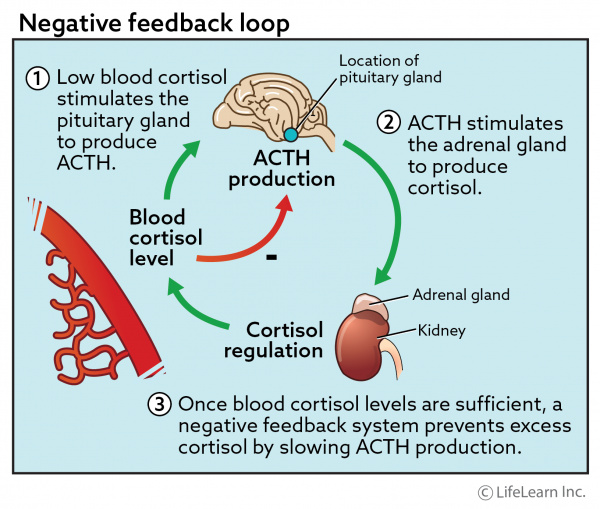 Negative feedback loop
① Low blood cortisol
stimulates the
pituitary gland
to produce
ACTH.
Location of
pituitary gland
② ACTH stimulates
the adrenal gland
to produce
cortisol.
ACTH
production
Blood
cortisol
level
-
Adrenal gland
Kidney
Cortisol
regulation
③ Once blood cortisol levels are sufficient, a
negative feedback system prevents excess
cortisol by slowing ACTH production.
© LifeLearn Inc.